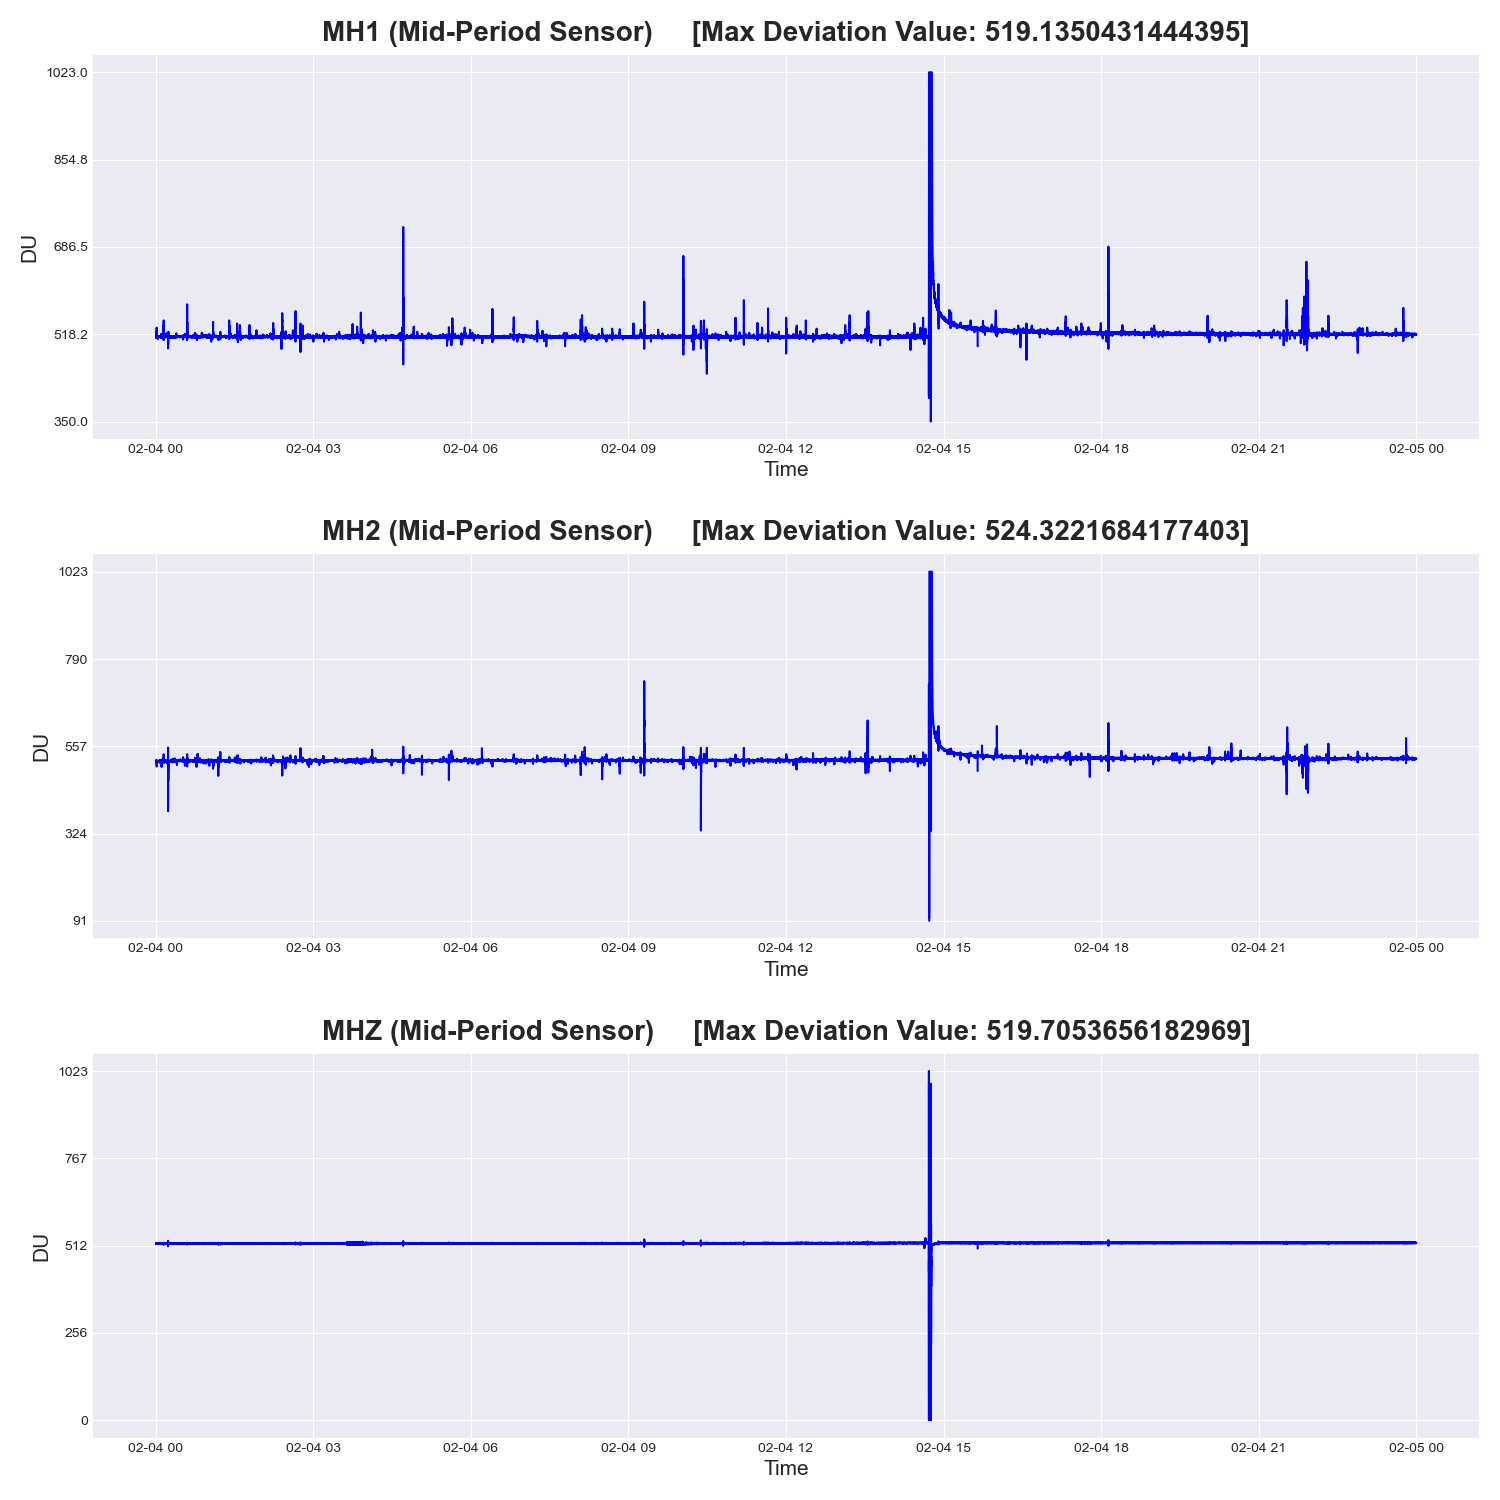 MH1 (Mid-Period Sensor) [Max Deviation Value: 519.1350431444395]
1023.0
854.8
686.5
518.2
350.0
DU
02-04 00 02-04 03 02-04 06 02-04 09 02-04 12 02-04 15 02-04 18 02-04 21 02-05 00
Time
MH2 (Mid-Period Sensor) [Max Deviation Value: 524.3221684177403]
1023
790
557
324
91
DU
02-04 00 02-04 03 02-04 06 02-04 09 02-04 12 02-04 15 02-04 18 02-04 21 02-05 00
Time
MHZ (Mid-Period Sensor) [Max Deviation Value: 519.7053656182969]
1023
767
512
256
0
DU
02-04 00 02-04 03 02-04 06 02-04 09 02-04 12 02-04 15 02-04 18 02-04 21 02-05 00
Time